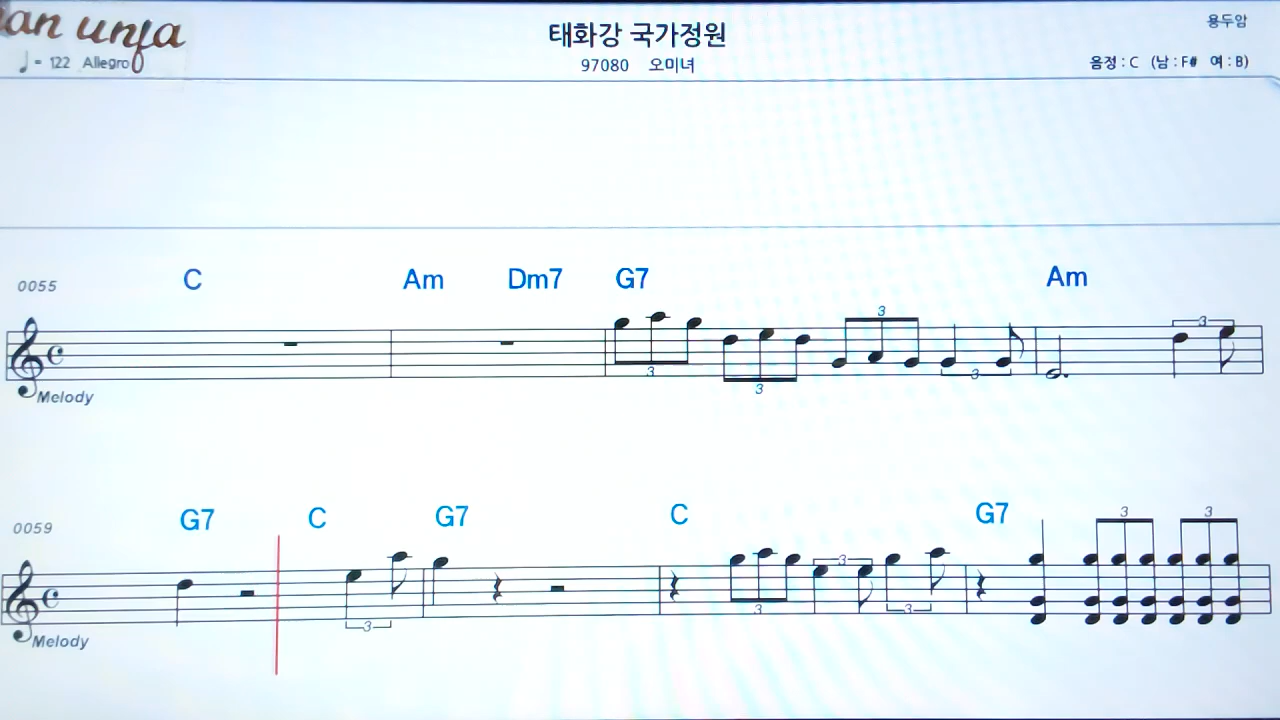 an unfa
태화강 국가정원
용두암
♩= 122 Allegro
97080 오미녀
음정 : C (남 : F# 여 : B)
0055 C Am Dm7 G7 Am
3
3 3
3 3
3
Melody
0059 G7 C G7 C G7
3 3
3
3 3 3
Melody